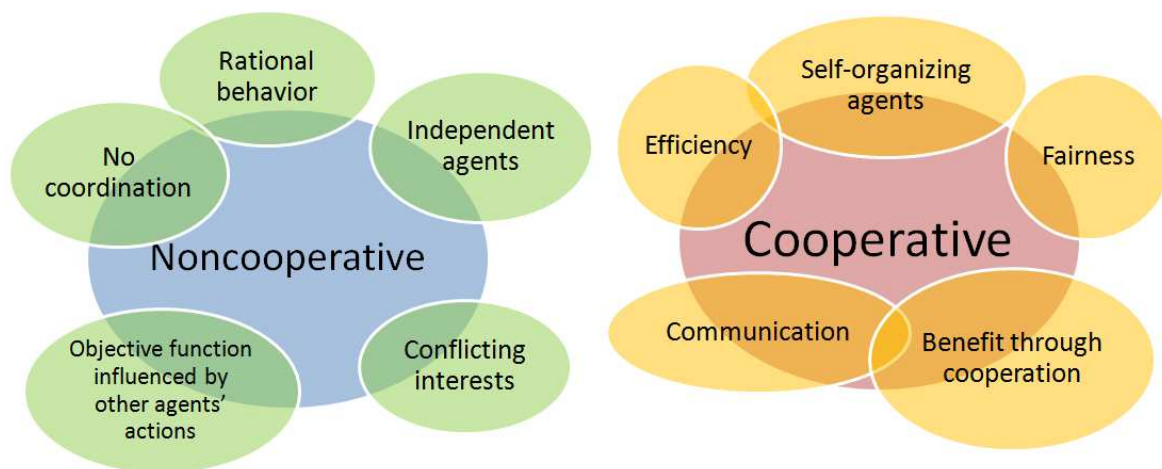 Rational
behavior
Independent
agents
No
coordination
Noncooperative
Objective function
influenced by
other agents’
actions
Conflicting
interests
Self-organizing
agents
Efficiency
Fairness
Cooperative
Communication
Benefit through
cooperation